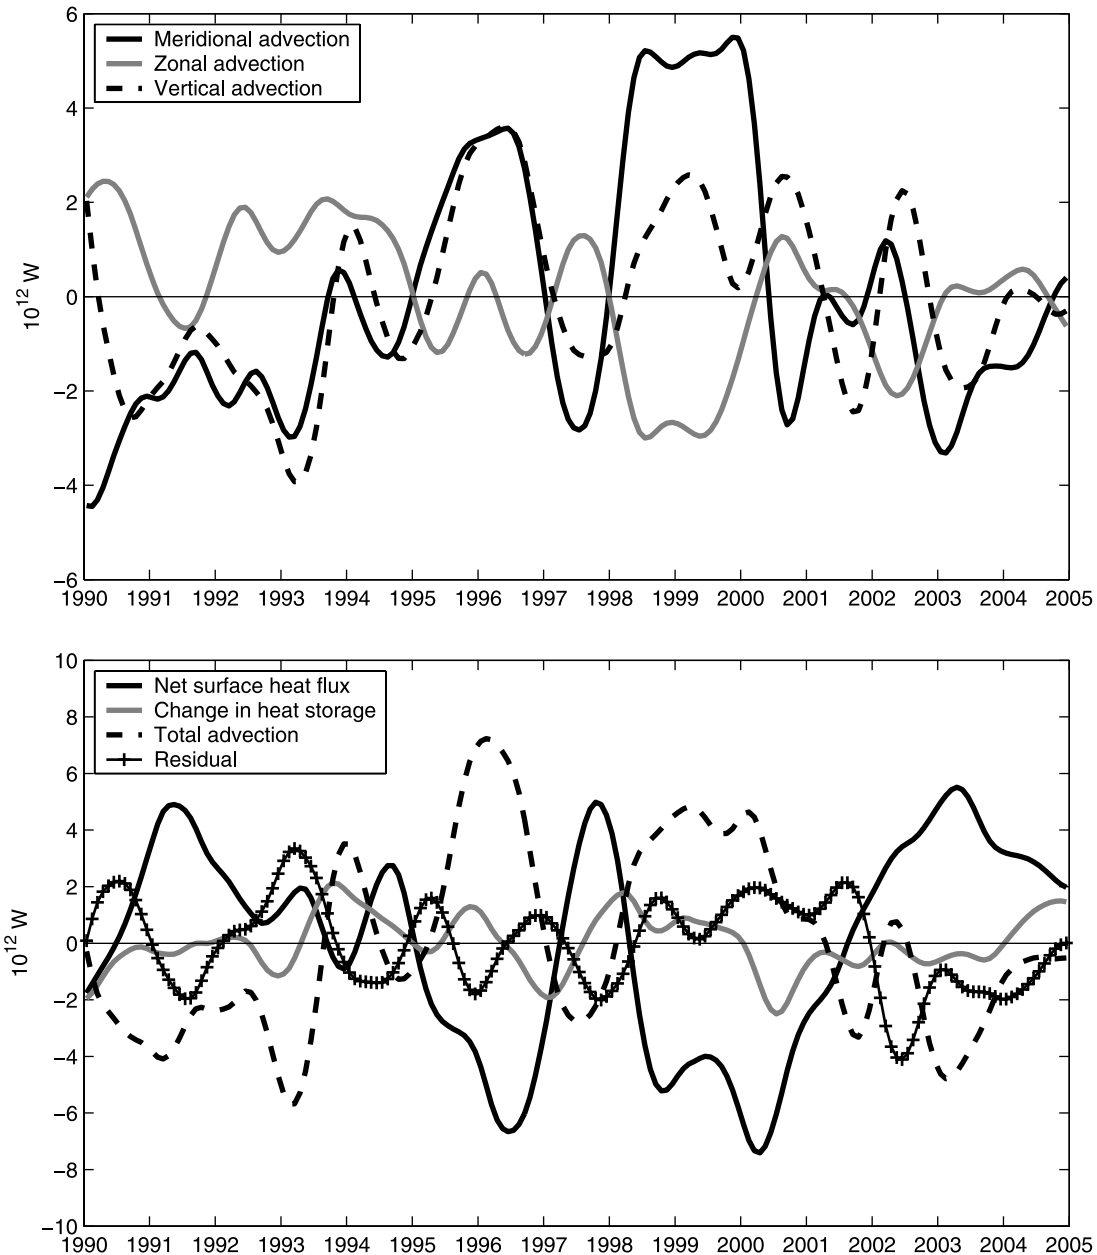 6
Meridional advection
Zonal advection
Vertical advection
4
2
0
−2
−4
−6
10¹² W
1990 1991 1992 1993 1994 1995 1996 1997 1998 1999 2000 2001 2002 2003 2004 2005
10
Net surface heat flux
Change in heat storage
Total advection
Residual
8
6
4
2
0
−2
−4
−6
−8
−10
10¹² W
1990 1991 1992 1993 1994 1995 1996 1997 1998 1999 2000 2001 2002 2003 2004 2005